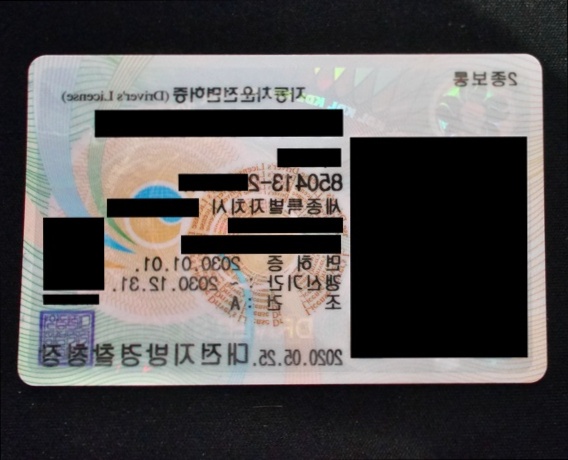 2종보통
자동차운전면허증 (Driver's License)
850413-2
세종특별자치시
면 허 증 2030.01.01.
갱신기간 : ~ 2030.12.31.
조 건 : A
2020.05.25. 대전지방경찰청장